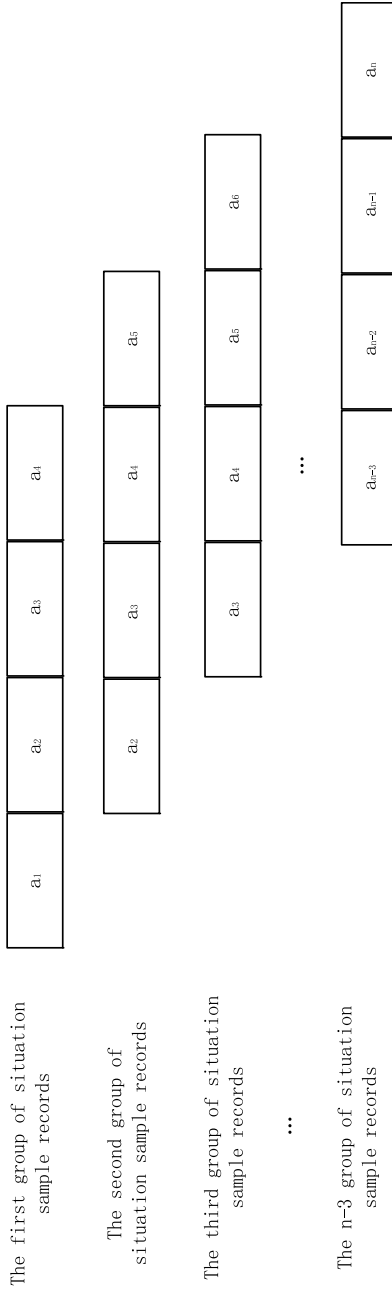 The first group of situation
sample records
a₁ a₂ a₃ a₄
The second group of
situation sample records
a₂ a₃ a₄ a₅
The third group of situation
sample records
a₃ a₄ a₅ a₆
... ...
The n-3 group of situation
sample records
aₙ₋₃ aₙ₋₂ aₙ₋₁ aₙ